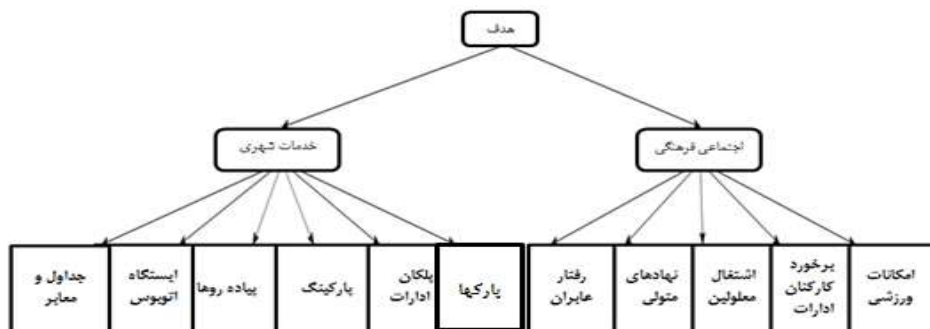 هدف
اجتماعی فرهنگی
خدمات شهری
امکانات
ورزشی
برخورد
کارکنان
ادارات
اشتغال
معلولین
نهادهای
متولی
رفتار
عابران
پارکها
پلکان
ادارات
پارکینگ
پیاده روها
ایستگاه
اتوبوس
جداول و
معابر